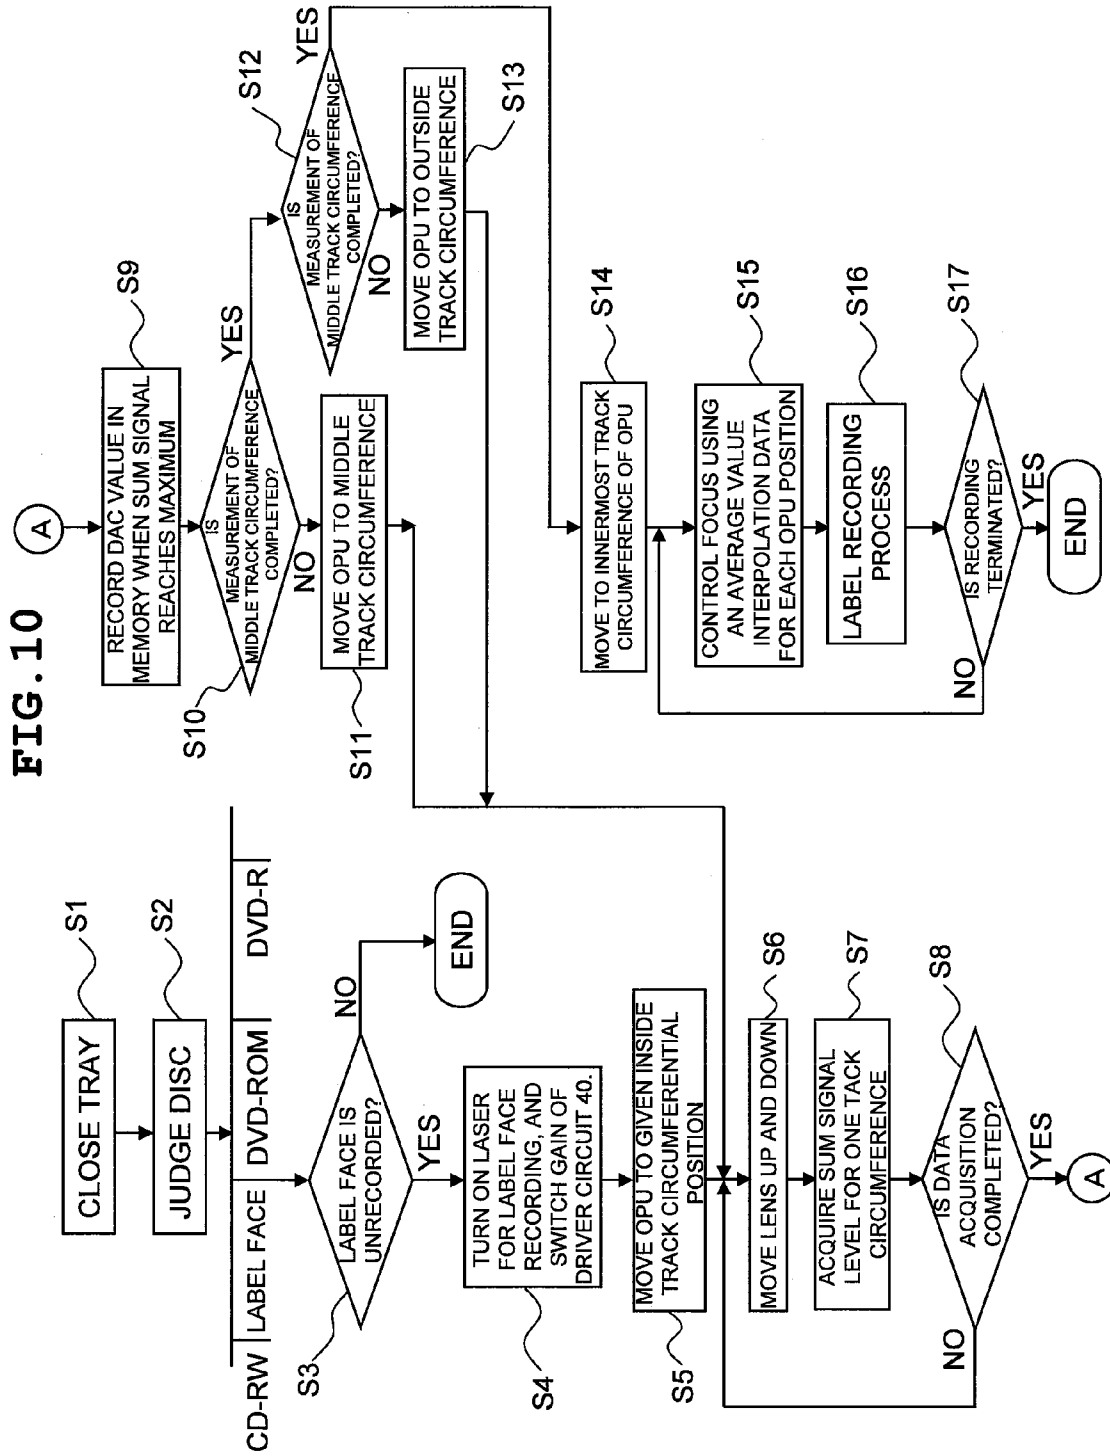 FIG.10
CLOSE TRAY
S1
JUDGE DISC
S2
CD-RW
LABEL FACE
DVD-ROM
DVD-R
LABEL FACE IS
UNRECORDED?
S3
NO
END
YES
TURN ON LASER
FOR LABEL FACE
RECORDING, AND
SWITCH GAIN OF
DRIVER CIRCUIT 40.
S4
MOVE OPU TO GIVEN INSIDE
TRACK CIRCUMFERENTIAL
POSITION
S5
MOVE LENS UP AND DOWN
S6
ACQUIRE SUM SIGNAL
LEVEL FOR ONE TACK
CIRCUMFERENCE
S7
IS DATA
ACQUISITION
COMPLETED?
S8
NO
YES
A
A
RECORD DAC VALUE IN
MEMORY WHEN SUM SIGNAL
REACHES MAXIMUM
S9
IS
MEASUREMENT OF
MIDDLE TRACK CIRCUMFERENCE
COMPLETED?
S10
YES
NO
MOVE OPU TO MIDDLE
TRACK CIRCUMFERENCE
S11
IS
MEASUREMENT OF
MIDDLE TRACK CIRCUMFERENCE
COMPLETED?
S12
YES
NO
MOVE OPU TO OUTSIDE
TRACK CIRCUMFERENCE
S13
MOVE TO INNERMOST TRACK
CIRCUMFERENCE OF OPU
S14
CONTROL FOCUS USING
AN AVERAGE VALUE
INTERPOLATION DATA
FOR EACH OPU POSITION
S15
LABEL RECORDING
PROCESS
S16
IS RECORDING
TERMINATED?
S17
NO
YES
END